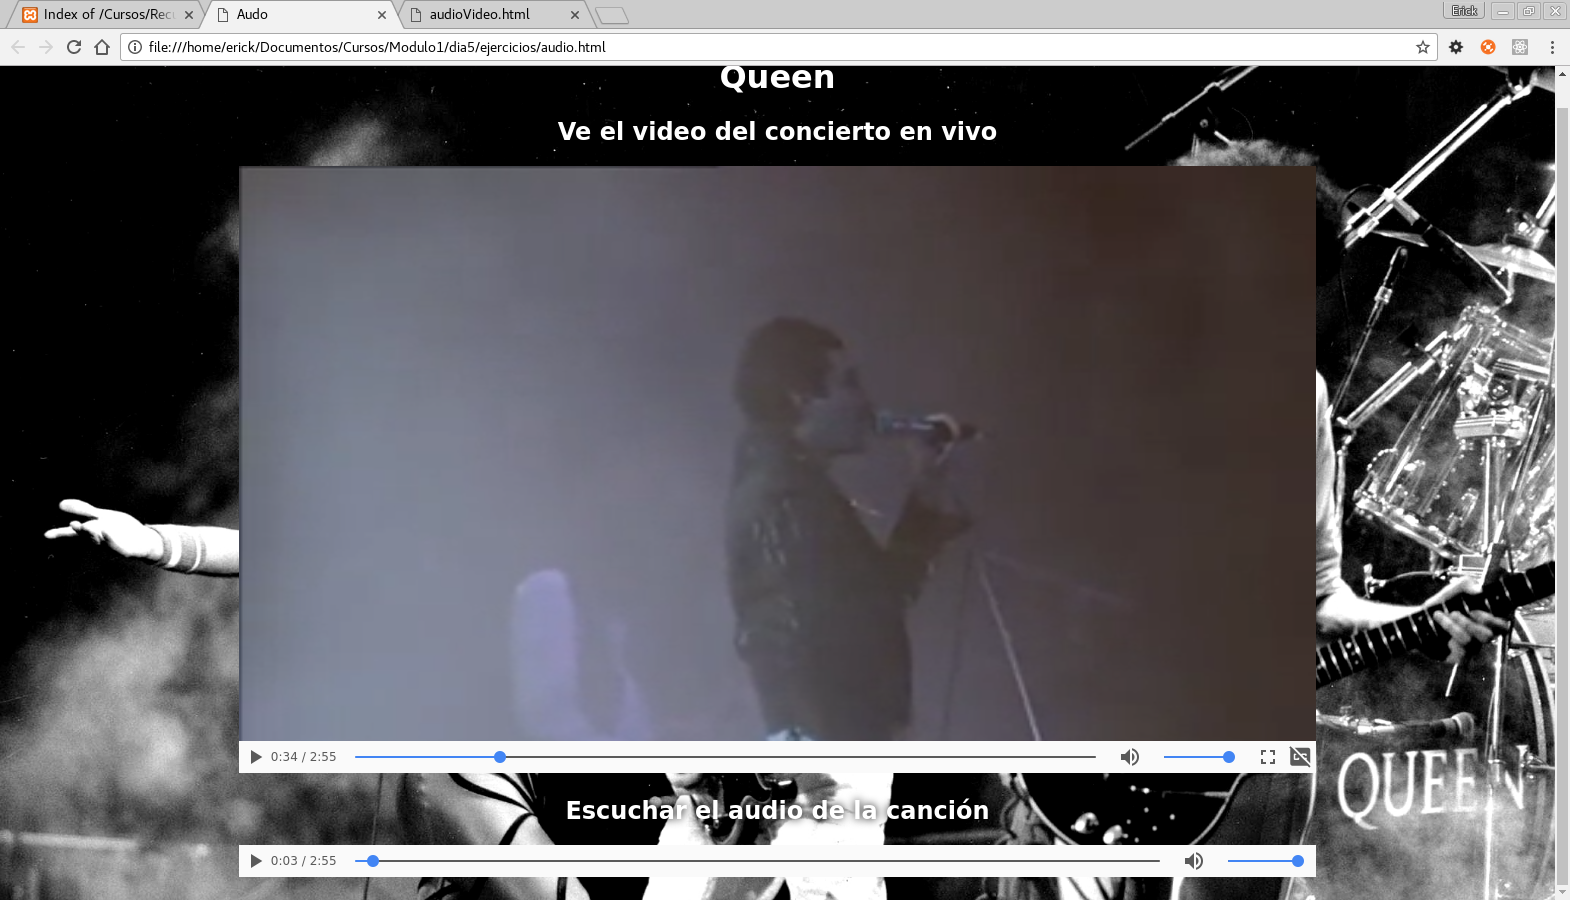 Index of /Cursos/Recu
Audo
audioVideo.html
Erick
file:///home/erick/Documentos/Cursos/Modulo1/dia5/ejercicios/audio.html
Queen
Ve el video del concierto en vivo
0:34 / 2:55
CC
QUEEN
Escuchar el audio de la canción
0:03 / 2:55